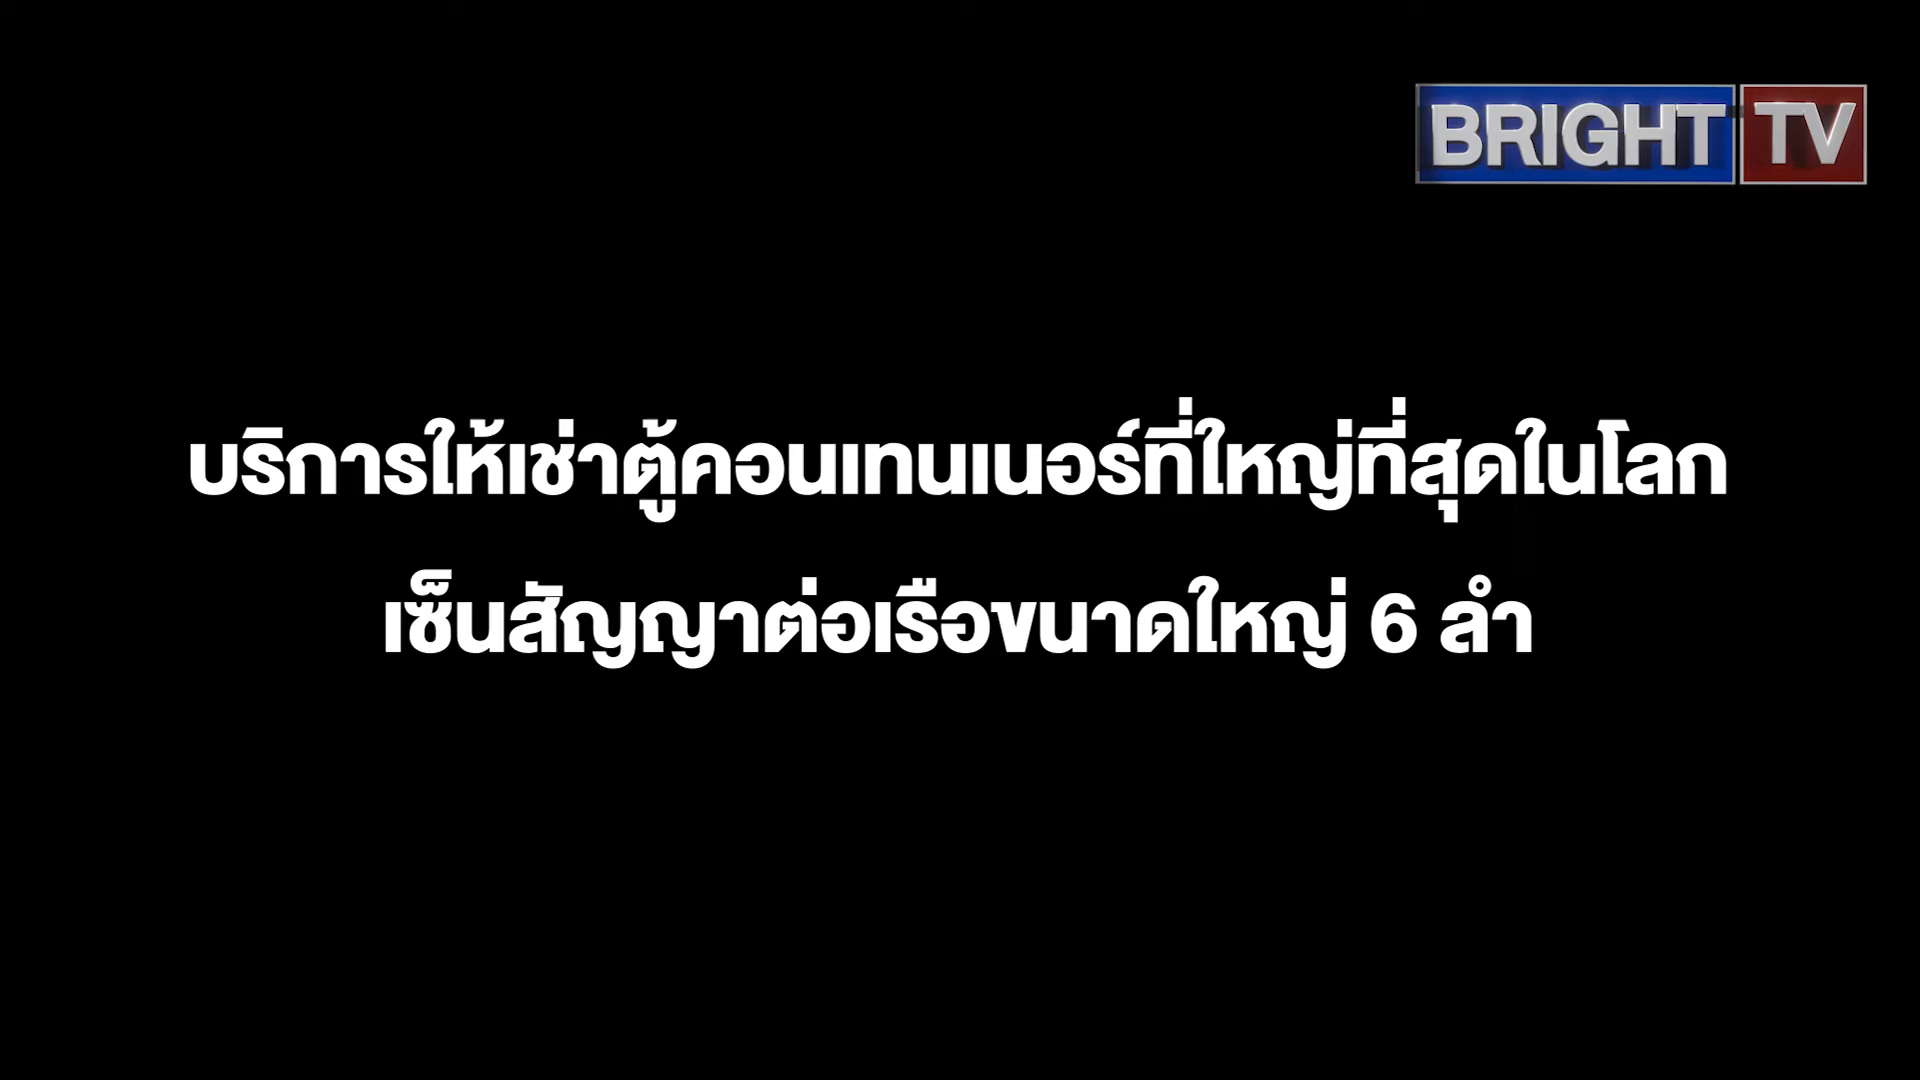 BRIGHT TV
บริการให้เช่าตู้คอนเทนเนอร์ที่ใหญ่ที่สุดในโลก
เซ็นสัญญาต่อเรือขนาดใหญ่ 6 ลำ